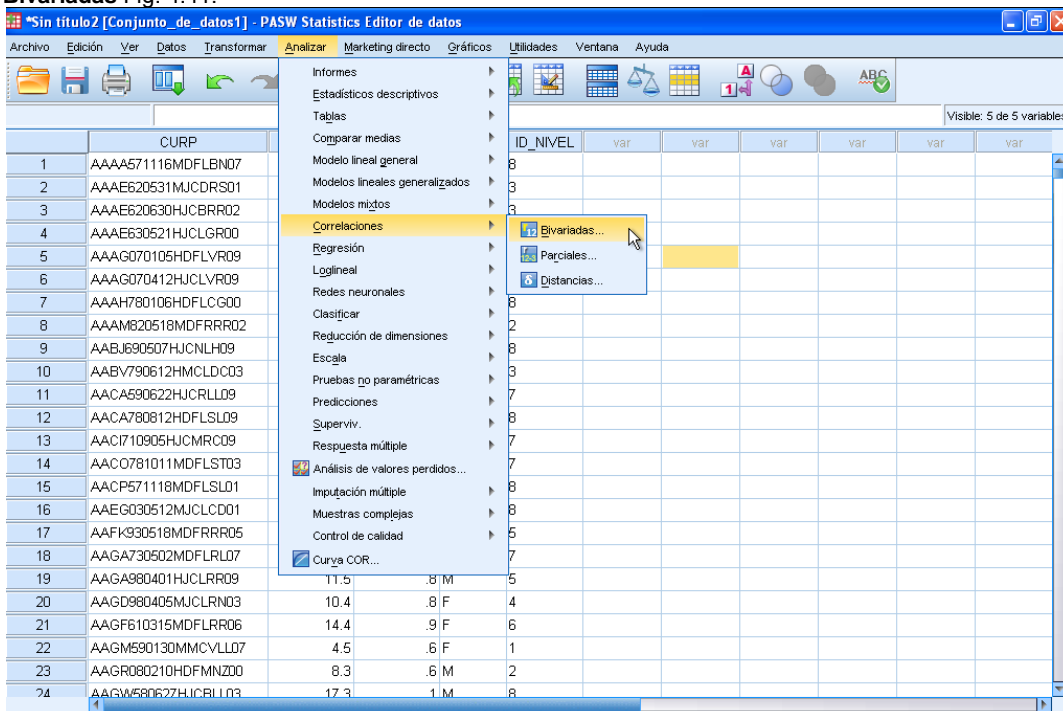 Bivariadas Fig. 4.41.
*Sin título2 [Conjunto_de_datos1] - PASW Statistics Editor de datos
Archivo Edición Ver Datos Transformar Analizar Marketing directo Gráficos Utilidades Ventana Ayuda
Visible: 5 de 5 variables
CURP ID_NIVEL var var var var var var
Informes
Estadísticos descriptivos
Tablas
Comparar medias
Modelo lineal general
Modelos lineales generalizados
Modelos mixtos
Correlaciones
Regresión
Loglineal
Redes neuronales
Clasificar
Reducción de dimensiones
Escala
Pruebas no paramétricas
Predicciones
Superviv.
Respuesta múltiple
Análisis de valores perdidos...
Imputación múltiple
Muestras complejas
Control de calidad
Curva COR...
Bivariadas...
Parciales...
Distancias...
1 AAAA571116MDFLBN07 8
2 AAAE620531MJCDRS01 3
3 AAAE620630HJCBRR02 3
4 AAAE630521HJCLGR00
5 AAAG070105HDFLVR09
6 AAAG070412HJCLVR09
7 AAAH780106HDFLCG00 8
8 AAAM820518MDFRRR02 2
9 AABJ690507HJCNLH09 8
10 AABV790612HMCLDC03 3
11 AACA590622HJCRLL09 7
12 AACA780812HDFLSL09 8
13 AACI710905HJCMRC09 7
14 AACO781011MDFLST03 7
15 AACP571118MDFLSL01 8
16 AAEG030512MJCLCD01 8
17 AAFK930518MDFRRR05 5
18 AAGA730502MDFLRL07 7
19 AAGA980401HJCLRR09 11.5 .8 M 5
20 AAGD980405MJCLRN03 10.4 .8 F 4
21 AAGF610315MDFLRR06 14.4 .9 F 6
22 AAGM590130MMCVLL07 4.5 .6 F 1
23 AAGR080210HDFMNZ00 8.3 .6 M 2
24 AAGW580627HJCBLL03 17.3 .1 M 8